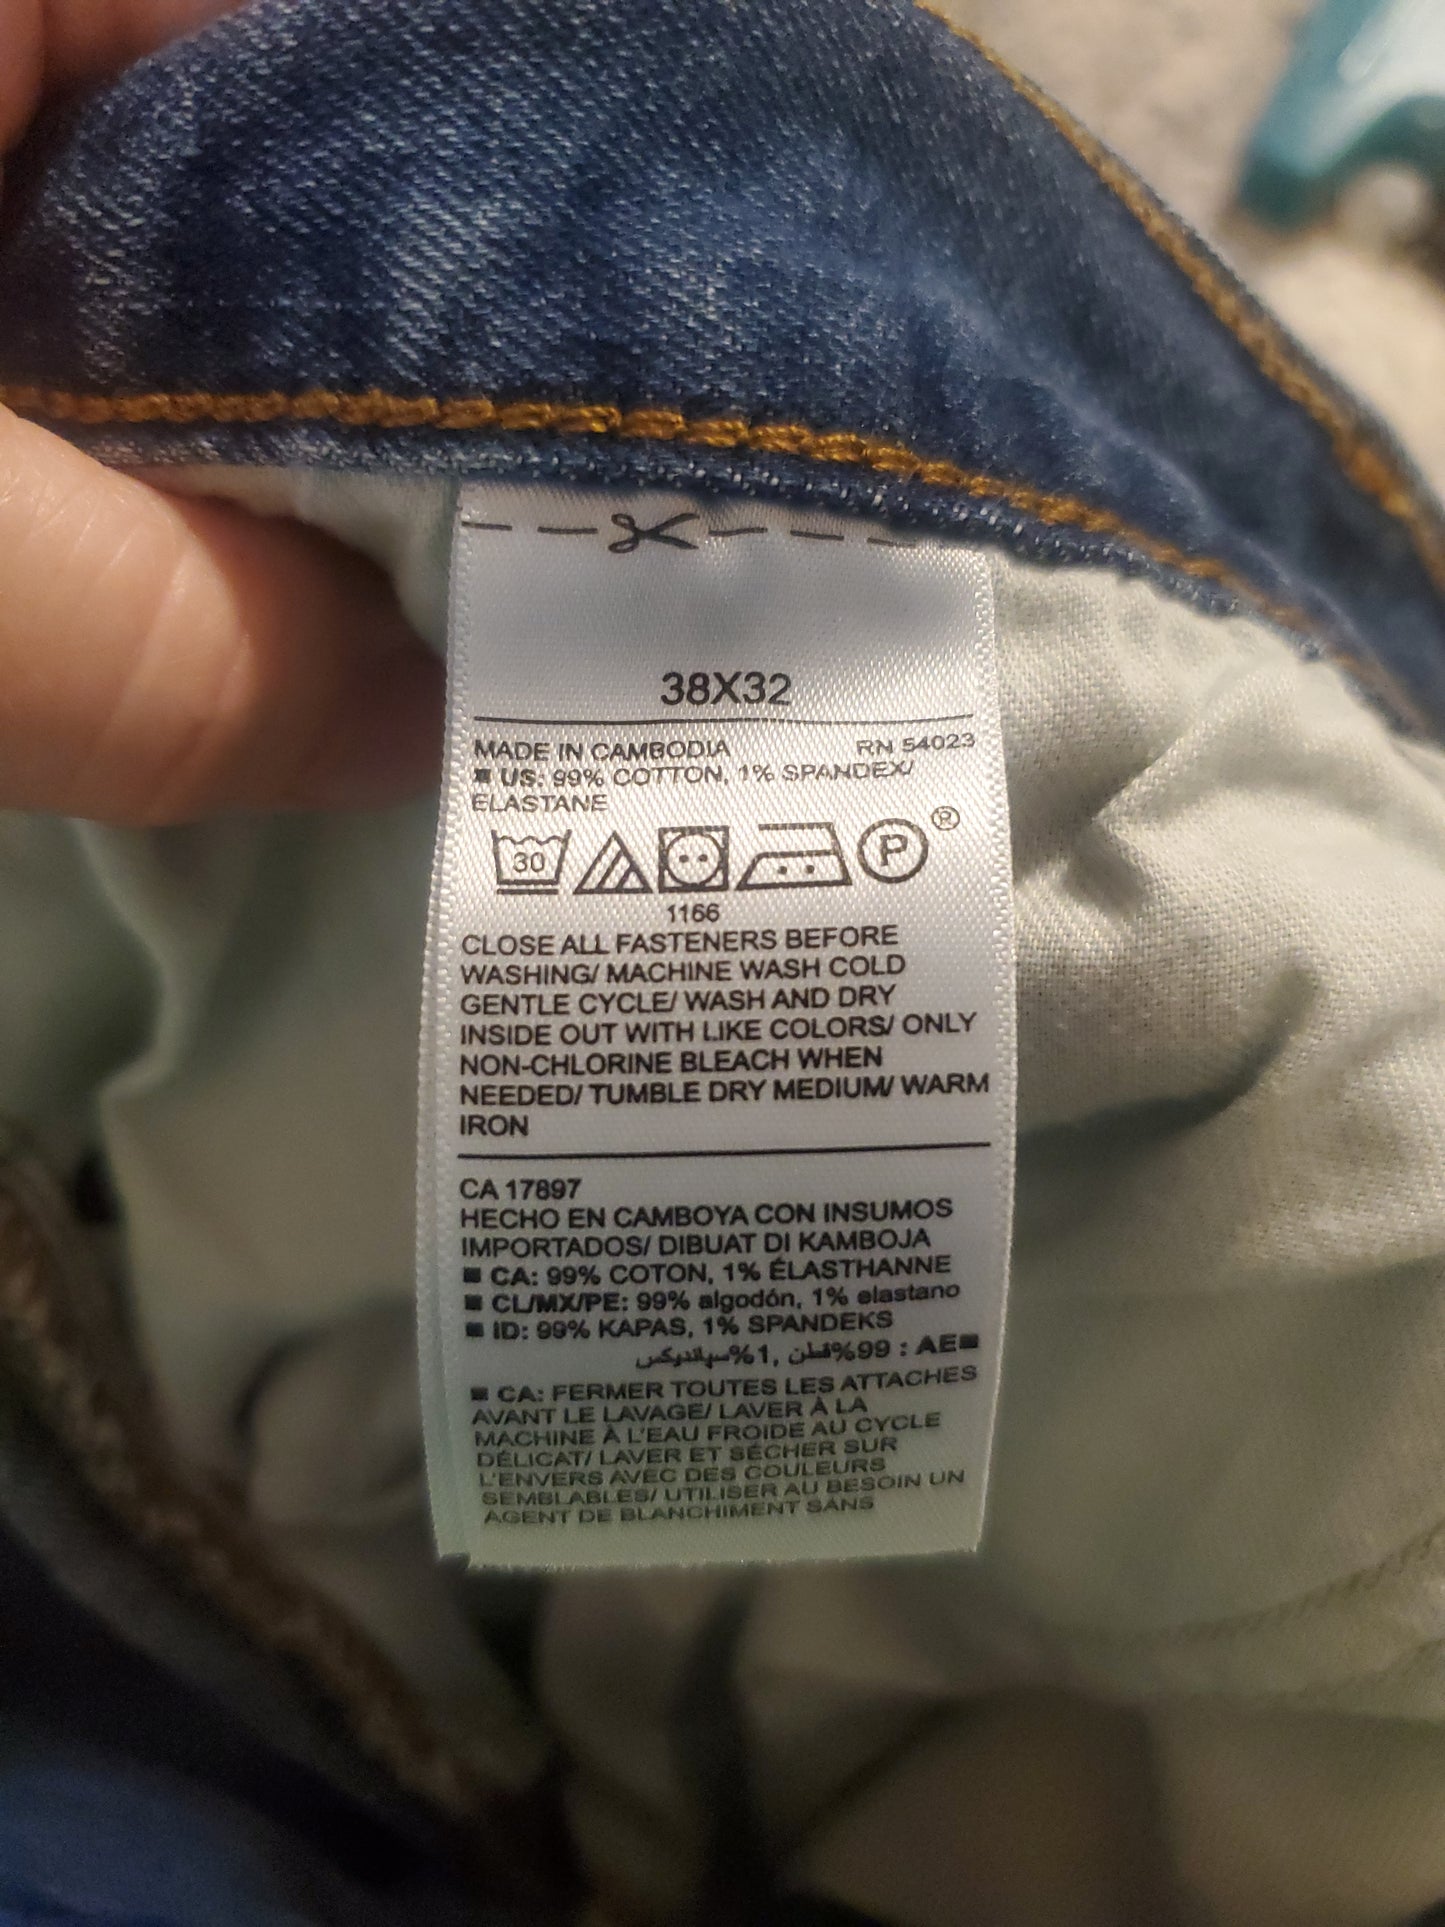 38X32
MADE IN CAMBODIA RN 54023
■ US: 99% COTTON, 1% SPANDEX/
ELASTANE
30 P ®
1166
CLOSE ALL FASTENERS BEFORE
WASHING/ MACHINE WASH COLD
GENTLE CYCLE/ WASH AND DRY
INSIDE OUT WITH LIKE COLORS/ ONLY
NON-CHLORINE BLEACH WHEN
NEEDED/ TUMBLE DRY MEDIUM/ WARM
IRON
CA 17897
HECHO EN CAMBOYA CON INSUMOS
IMPORTADOS/ DIBUAT DI KAMBOJA
■ CA: 99% COTON, 1% ÉLASTHANNE
■ CL/MX/PE: 99% algodón, 1% elastano
■ ID: 99% KAPAS, 1% SPANDEKS
■AE : 99%قطن, 1%سپانديكس
■ CA: FERMER TOUTES LES ATTACHES
AVANT LE LAVAGE/ LAVER À LA
MACHINE À L'EAU FROIDE AU CYCLE
DÉLICAT/ LAVER ET SÉCHER SUR
L'ENVERS AVEC DES COULEURS
SEMBLABLES/ UTILISER AU BESOIN UN
AGENT DE BLANCHIMENT SANS